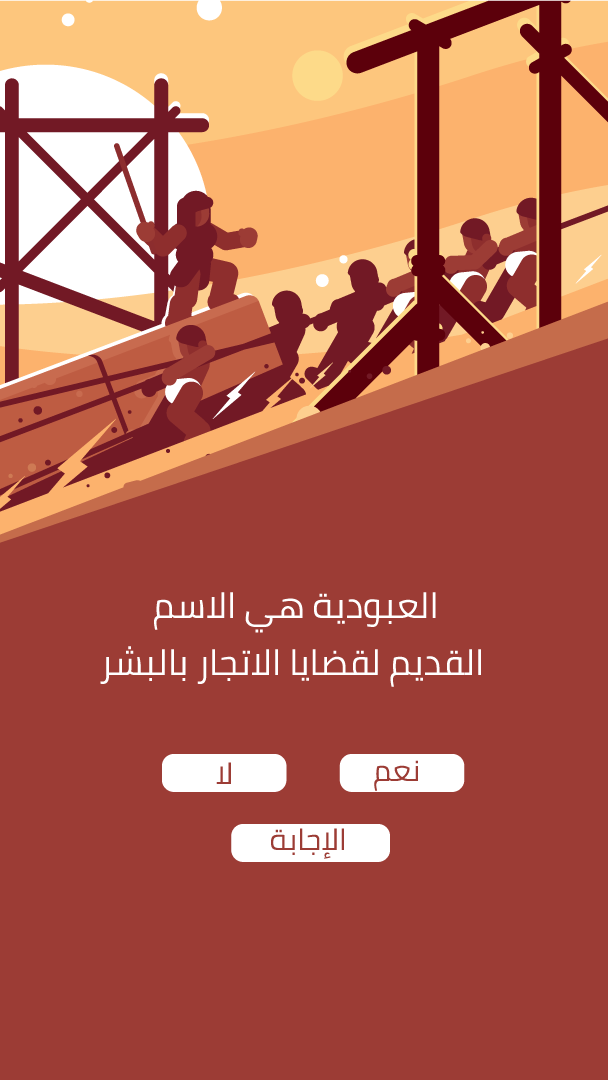 العبودية هي الاسم
القديم لقضايا الاتجار بالبشر
نعم
لا
الإجابة